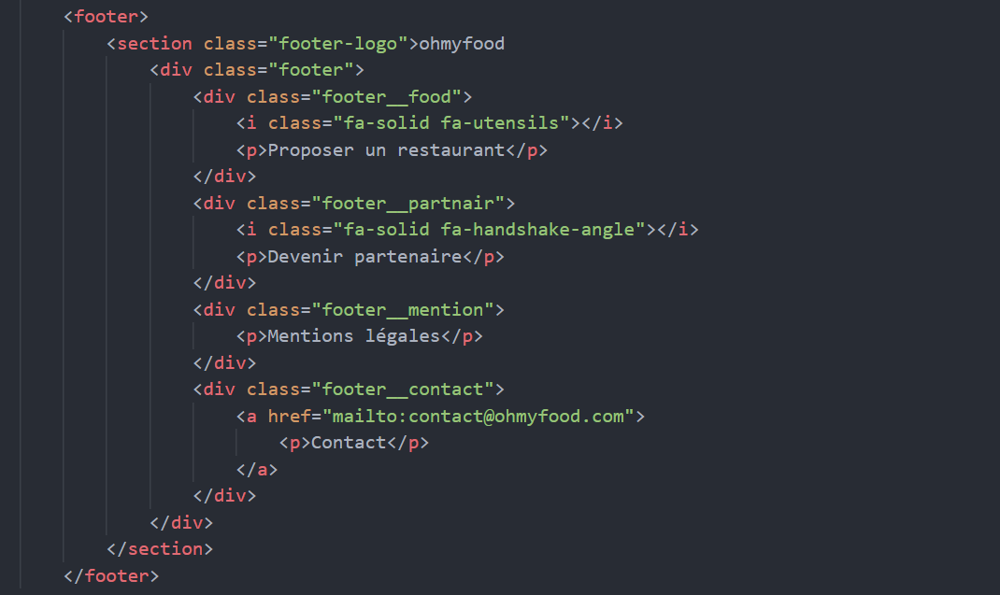 <footer>
<section class="footer-logo">ohmyfood
<div class="footer">
<div class="footer__food">
<i class="fa-solid fa-utensils"></i>
<p>Proposer un restaurant</p>
</div>
<div class="footer__partnair">
<i class="fa-solid fa-handshake-angle"></i>
<p>Devenir partenaire</p>
</div>
<div class="footer__mention">
<p>Mentions légales</p>
</div>
<div class="footer__contact">
<a href="mailto:contact@ohmyfood.com">
<p>Contact</p>
</a>
</div>
</div>
</section>
</footer>